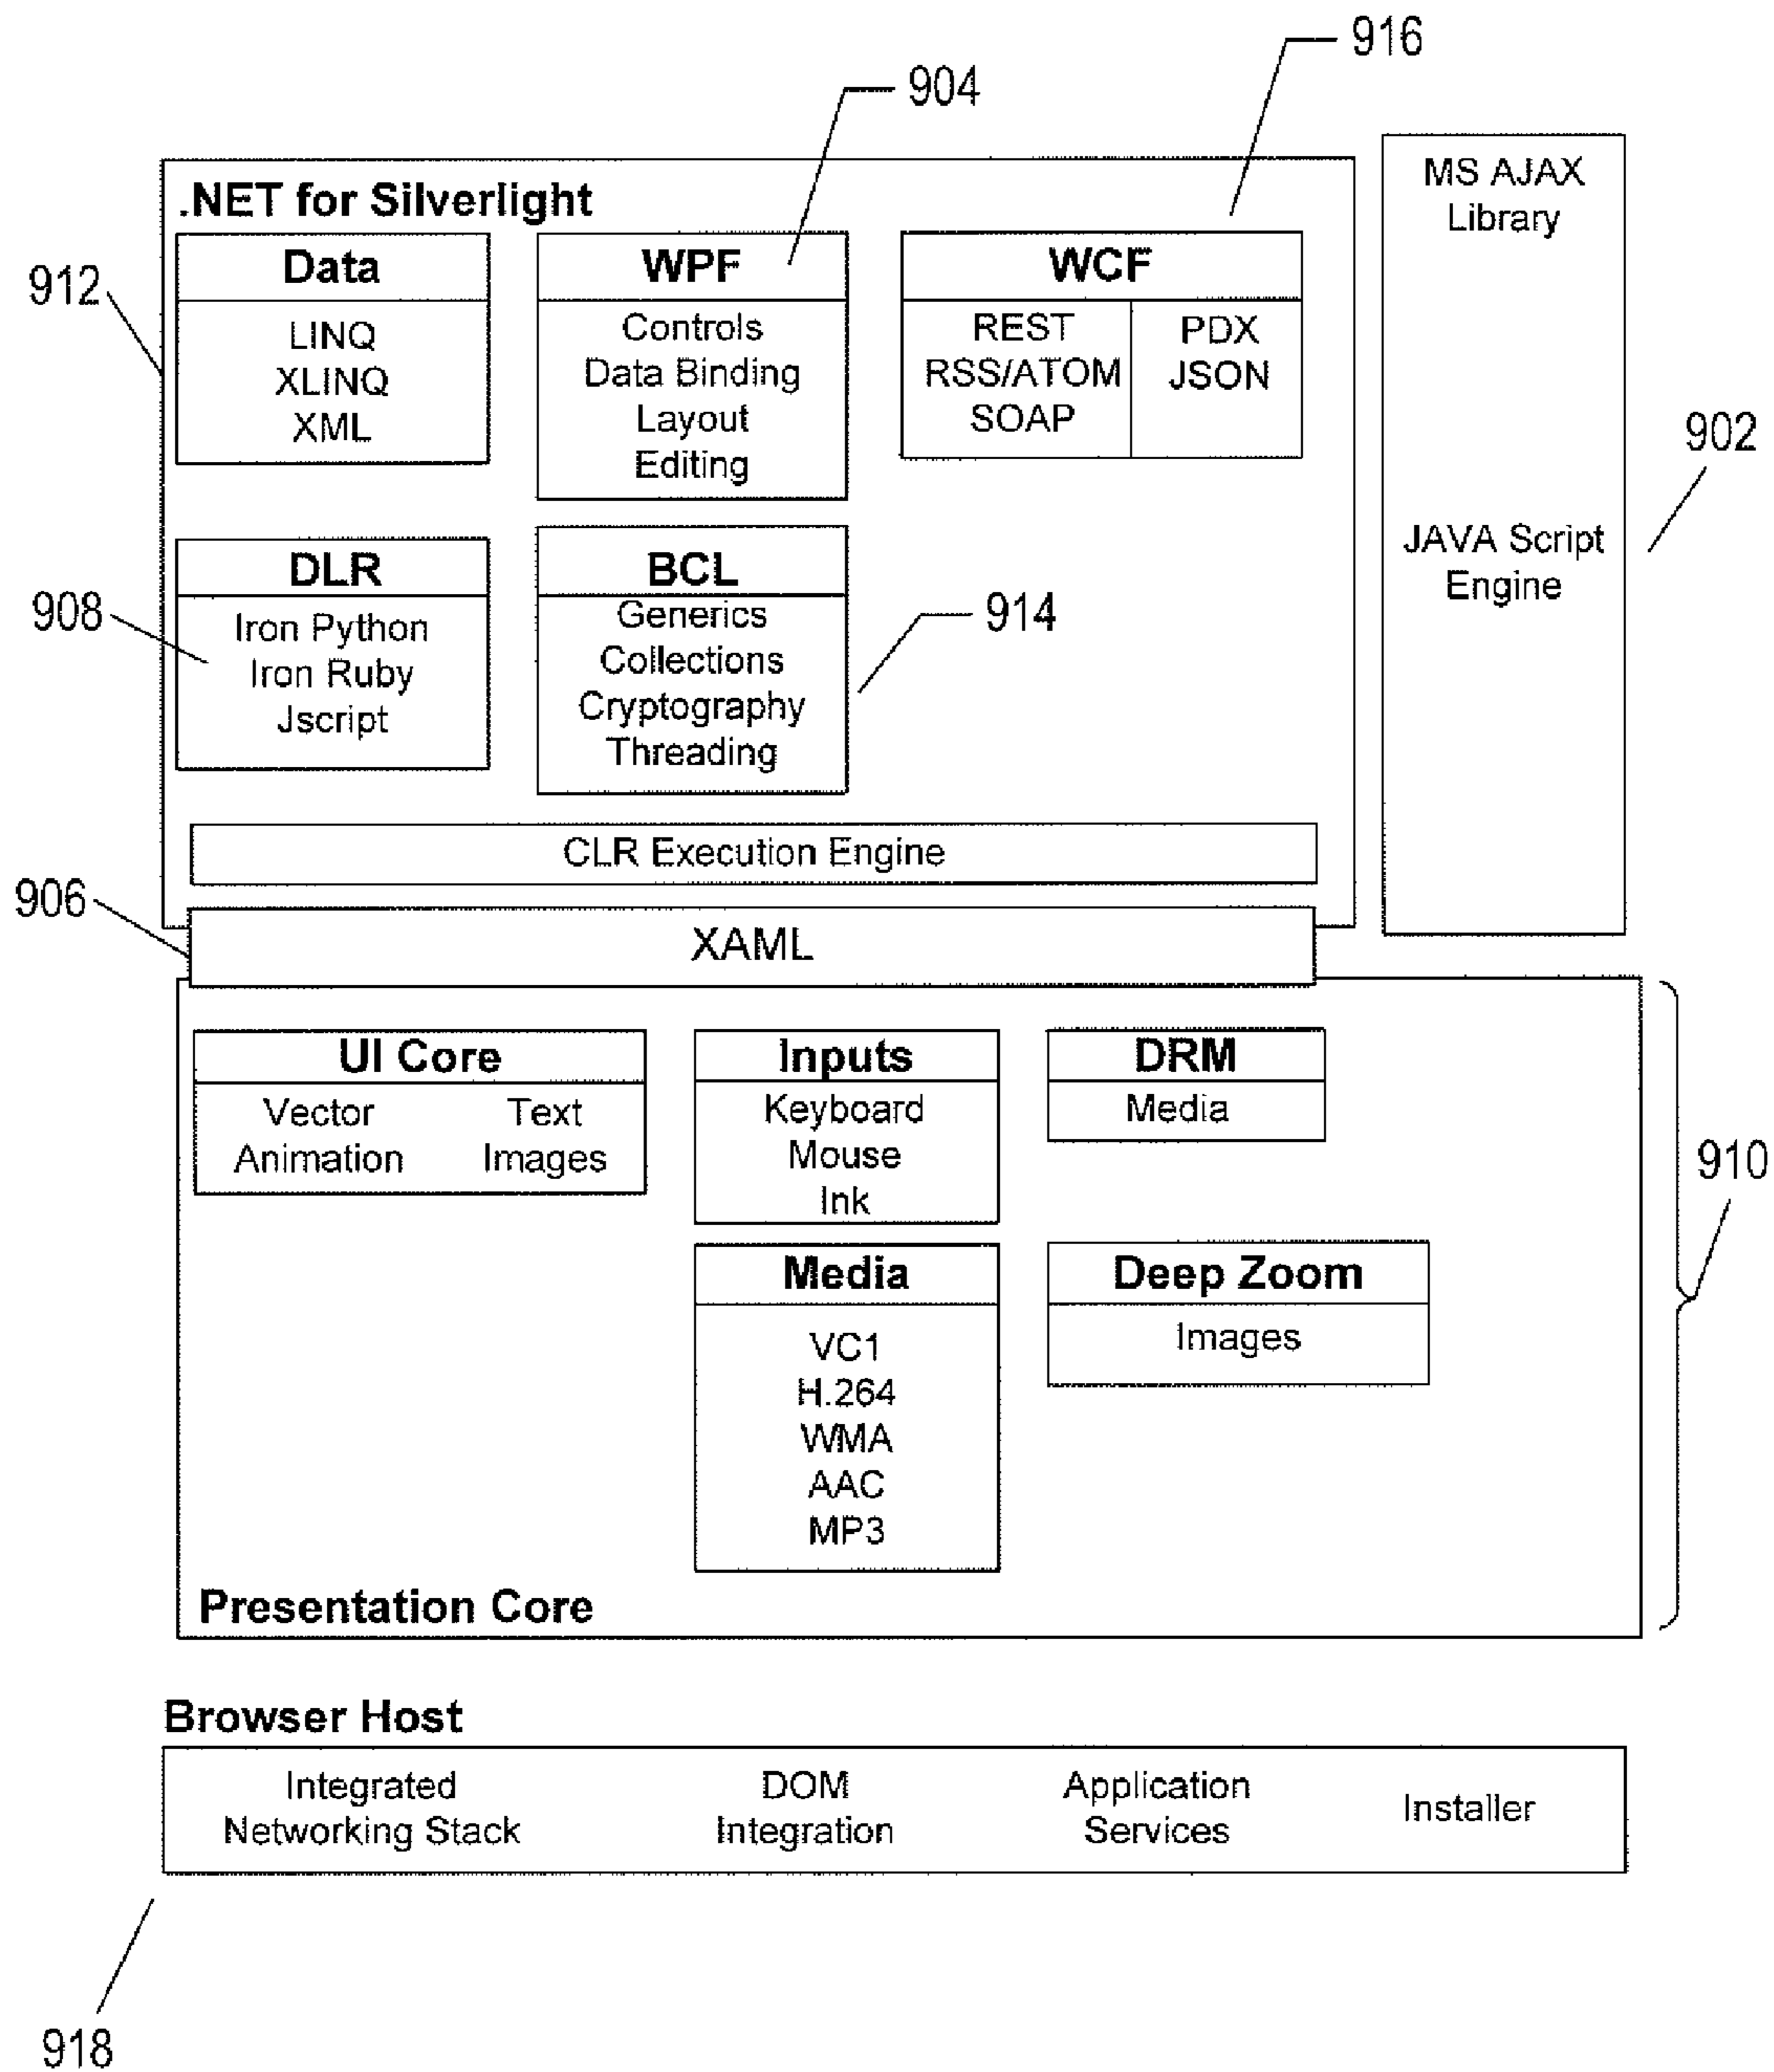 916
904
.NET for Silverlight
MS AJAX
Library
912
Data
LINQ
XLINQ
XML
WPF
Controls
Data Binding
Layout
Editing
WCF
REST
RSS/ATOM
SOAP
PDX
JSON
902
JAVA Script
Engine
908
DLR
Iron Python
Iron Ruby
Jscript
BCL
Generics
Collections
Cryptography
Threading
914
CLR Execution Engine
906
XAML
UI Core
Vector
Animation
Text
Images
Inputs
Keyboard
Mouse
Ink
DRM
Media
910
Media
VC1
H.264
WMA
AAC
MP3
Deep Zoom
Images
Presentation Core
Browser Host
Integrated
Networking Stack
DOM
Integration
Application
Services
Installer
918